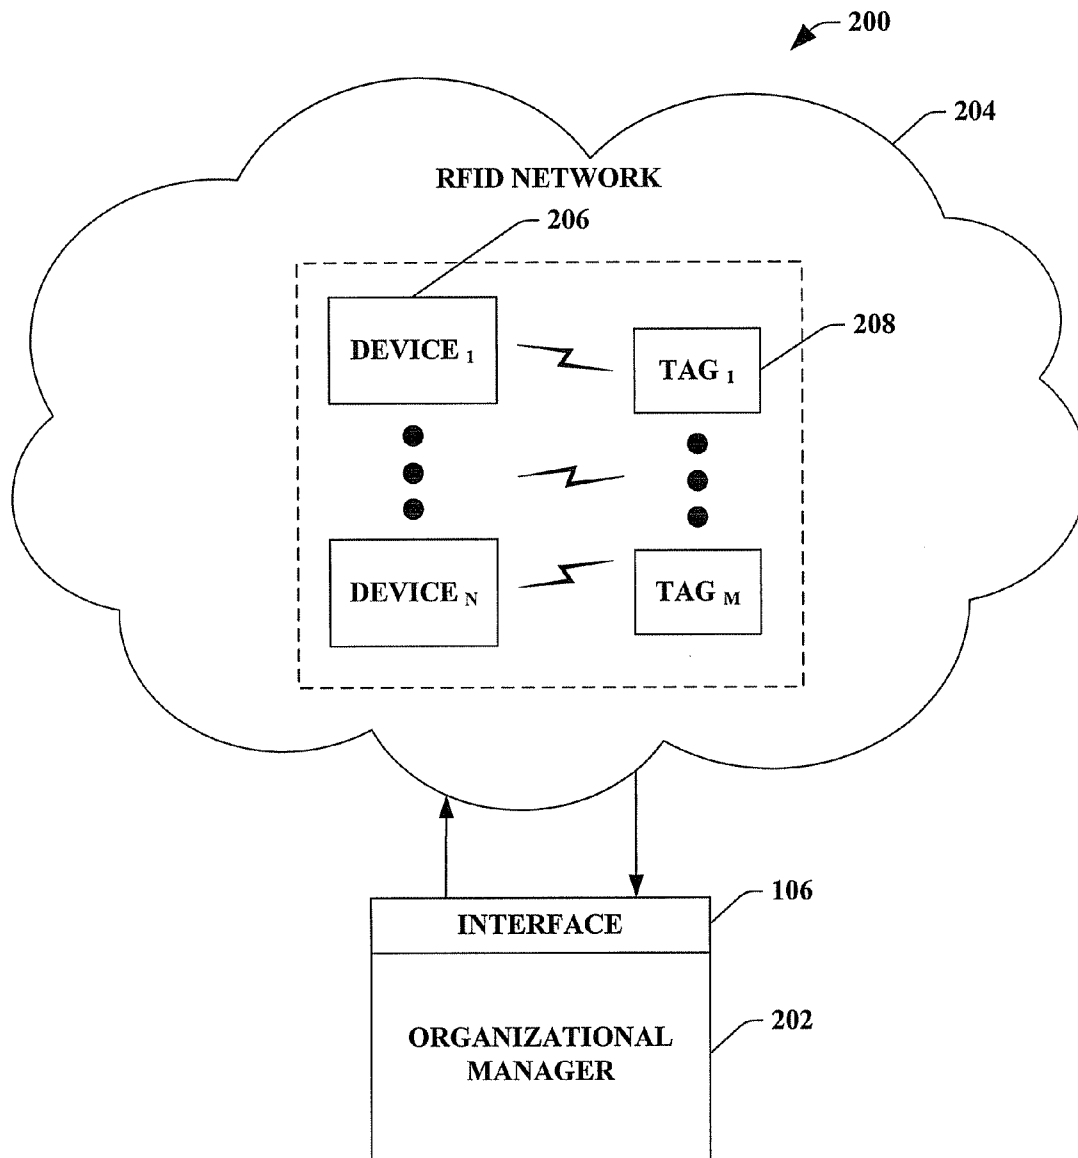 200
204
RFID NETWORK
206
208
DEVICE 1
TAG 1
DEVICE N
TAG M
106
INTERFACE
202
ORGANIZATIONAL
MANAGER